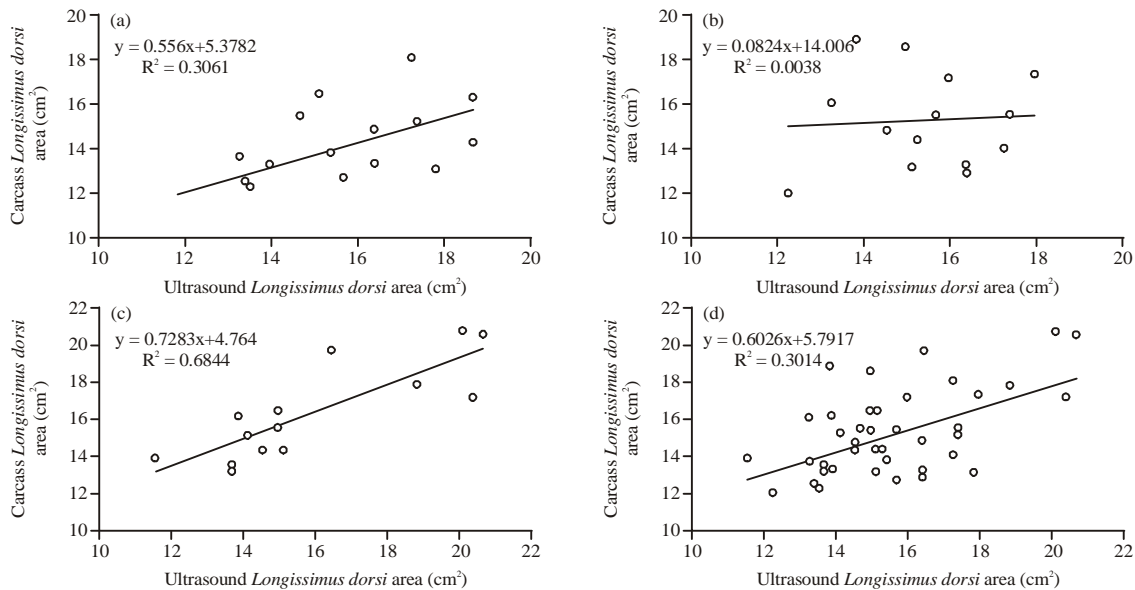 (a)
y = 0.556x+5.3782
R² = 0.3061
Carcass Longissimus dorsi
area (cm²)
20
18
16
14
12
10
10 12 14 16 18 20
Ultrasound Longissimus dorsi area (cm²)
(b)
y = 0.0824x+14.006
R² = 0.0038
Carcass Longissimus dorsi
area (cm²)
20
18
16
14
12
10
10 12 14 16 18 20
Ultrasound Longissimus dorsi area (cm²)
(c)
y = 0.7283x+4.764
R² = 0.6844
Carcass Longissimus dorsi
area (cm²)
22
20
18
16
14
12
10
10 12 14 16 18 20 22
Ultrasound Longissimus dorsi area (cm²)
(d)
y = 0.6026x+5.7917
R² = 0.3014
Carcass Longissimus dorsi
area (cm²)
22
20
18
16
14
12
10
10 12 14 16 18 20 22
Ultrasound Longissimus dorsi area (cm²)